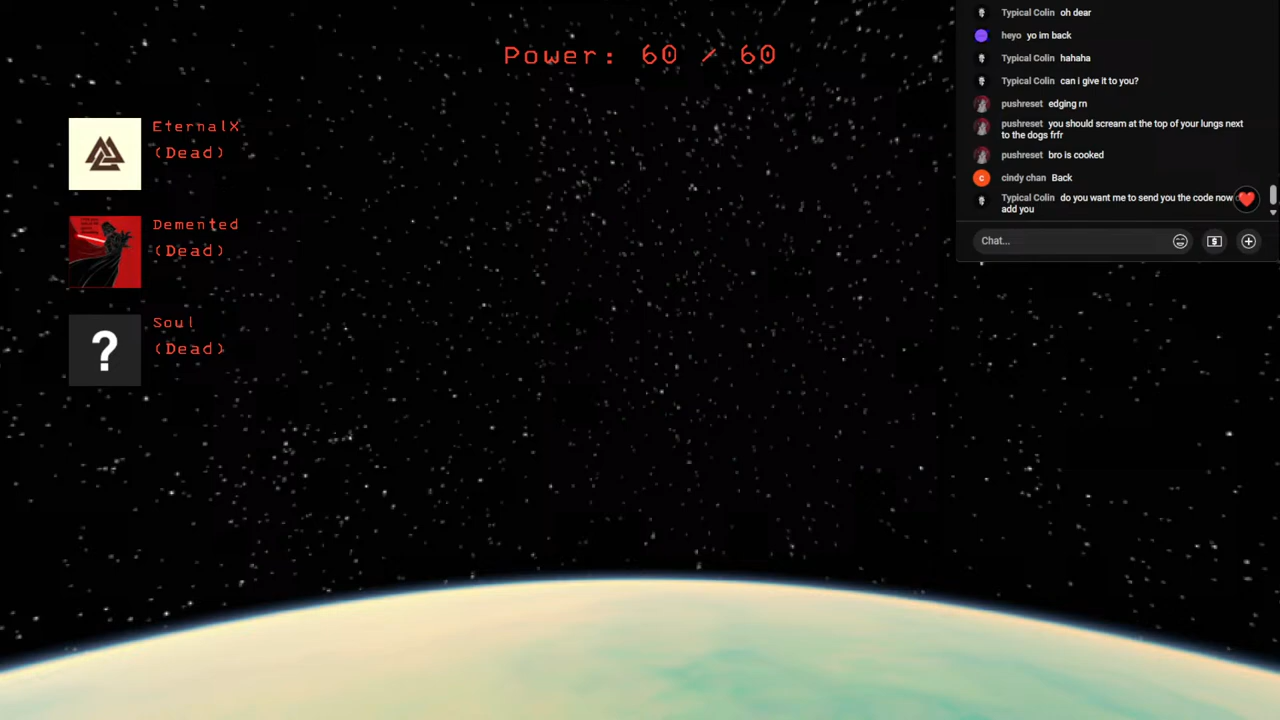 Power: 60 / 60
EternalX
(Dead)
Demented
(Dead)
?
Soul
(Dead)
Typical Colin oh dear
heyo yo im back
Typical Colin hahaha
Typical Colin can i give it to you?
pushreset edging rn
pushreset you should scream at the top of your lungs next
to the dogs frfr
pushreset bro is cooked
C cindy chan Back
Typical Colin do you want me to send you the code now
add you
Chat...